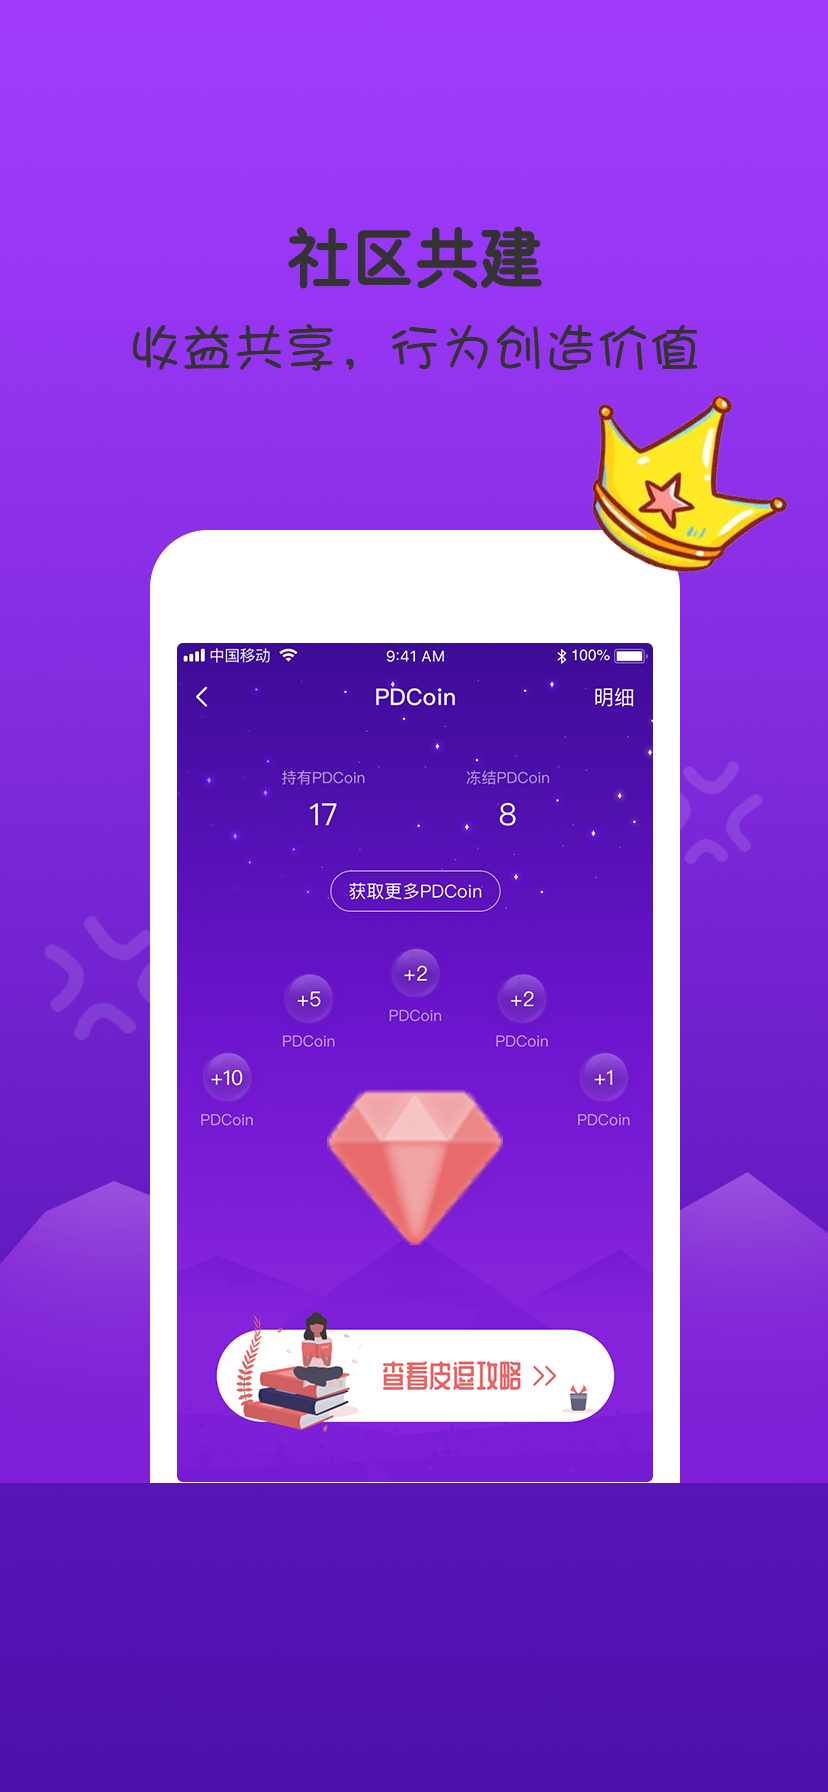 社区共建
收益共享，行为创造价值
中国移动 9:41 AM 100%
PDCoin 明细
持有PDCoin 冻结PDCoin
17 8
获取更多PDCoin
+2
PDCoin
+5 +2
PDCoin PDCoin
+10 +1
PDCoin PDCoin
查看皮逗攻略 >>